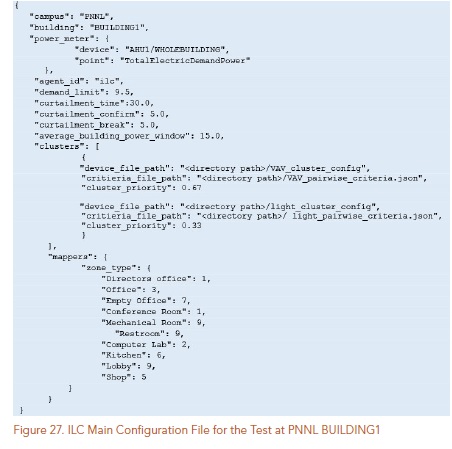 {
"campus": "PNNL",
"building": "BUILDING1",
"power_meter": {
"device": "AHU1/WHOLEBUILDING",
"point": "TotalElectricDemandPower"
},
"agent_id": "ilc",
"demand_limit": 9.5,
"curtailment_time":30.0,
"curtailment_confirm": 5.0,
"curtailment_break": 5.0,
"average_building_power_window": 15.0,
"clusters": [
{
"device_file_path": "<directory path>/VAV_cluster_config",
"critieria_file_path": "<directory path>/VAV_pairwise_criteria.json",
"cluster_priority": 0.67
"device_file_path": "<directory path>/light_cluster_config",
"critieria_file_path": "<directory path>/ light_pairwise_criteria.json",
"cluster_priority": 0.33
}
],
"mappers": {
"zone_type": {
"Directors office": 1,
"Office": 3,
"Empty Office": 7,
"Conference Room": 1,
"Mechanical Room": 9,
"Restroom": 9,
"Computer Lab": 2,
"Kitchen": 6,
"Lobby": 9,
"Shop": 5
}
}
}
Figure 27. ILC Main Configuration File for the Test at PNNL BUILDING1